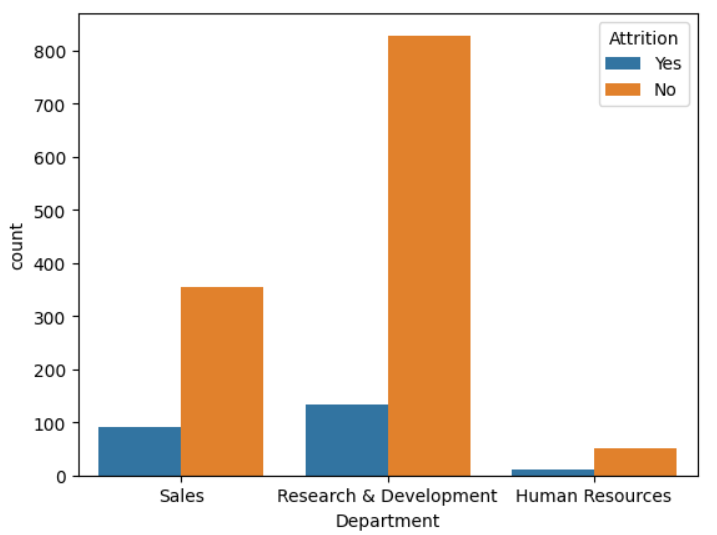 Attrition
Yes
No
800
700
600
500
400
300
200
100
0
count
Sales
Research & Development
Human Resources
Department